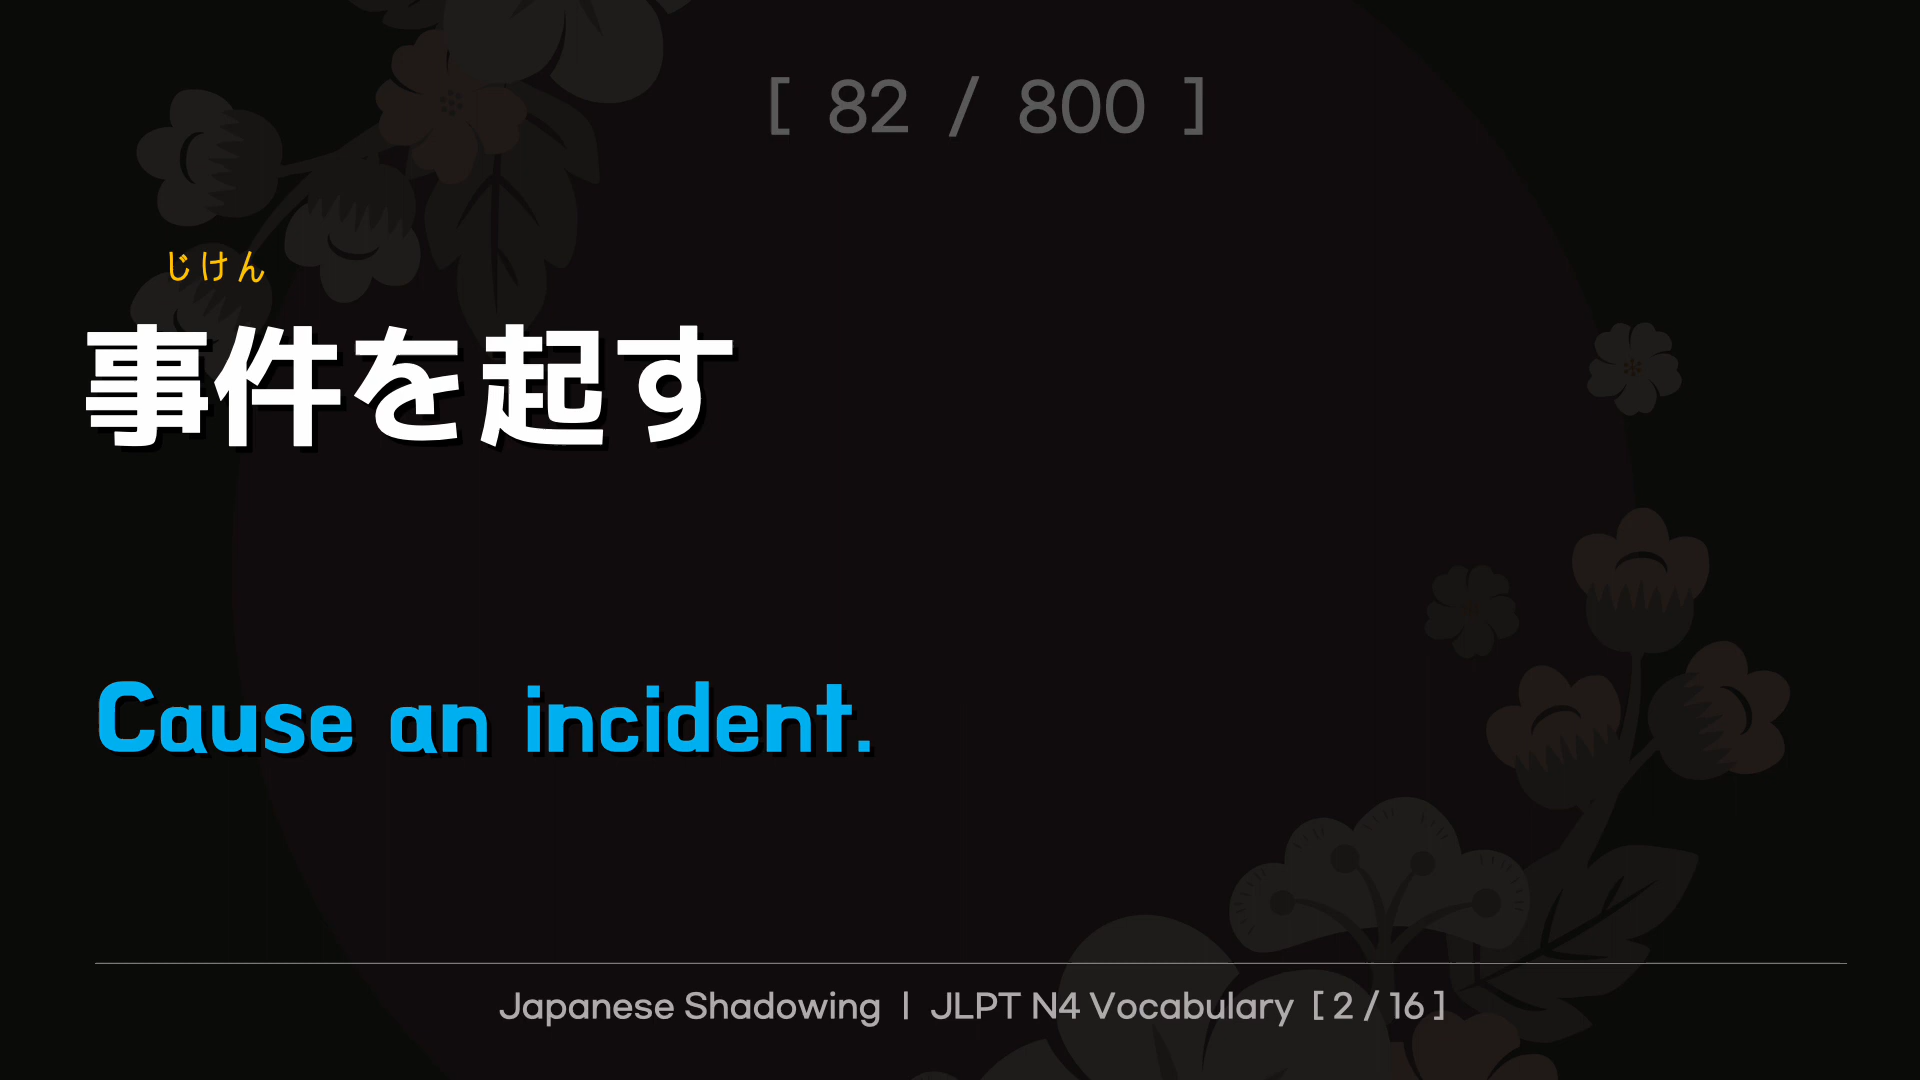 [ 82 / 800 ]
じけん
事件を起す
Cause an incident.
Japanese Shadowing | JLPT N4 Vocabulary [ 2 / 16 ]